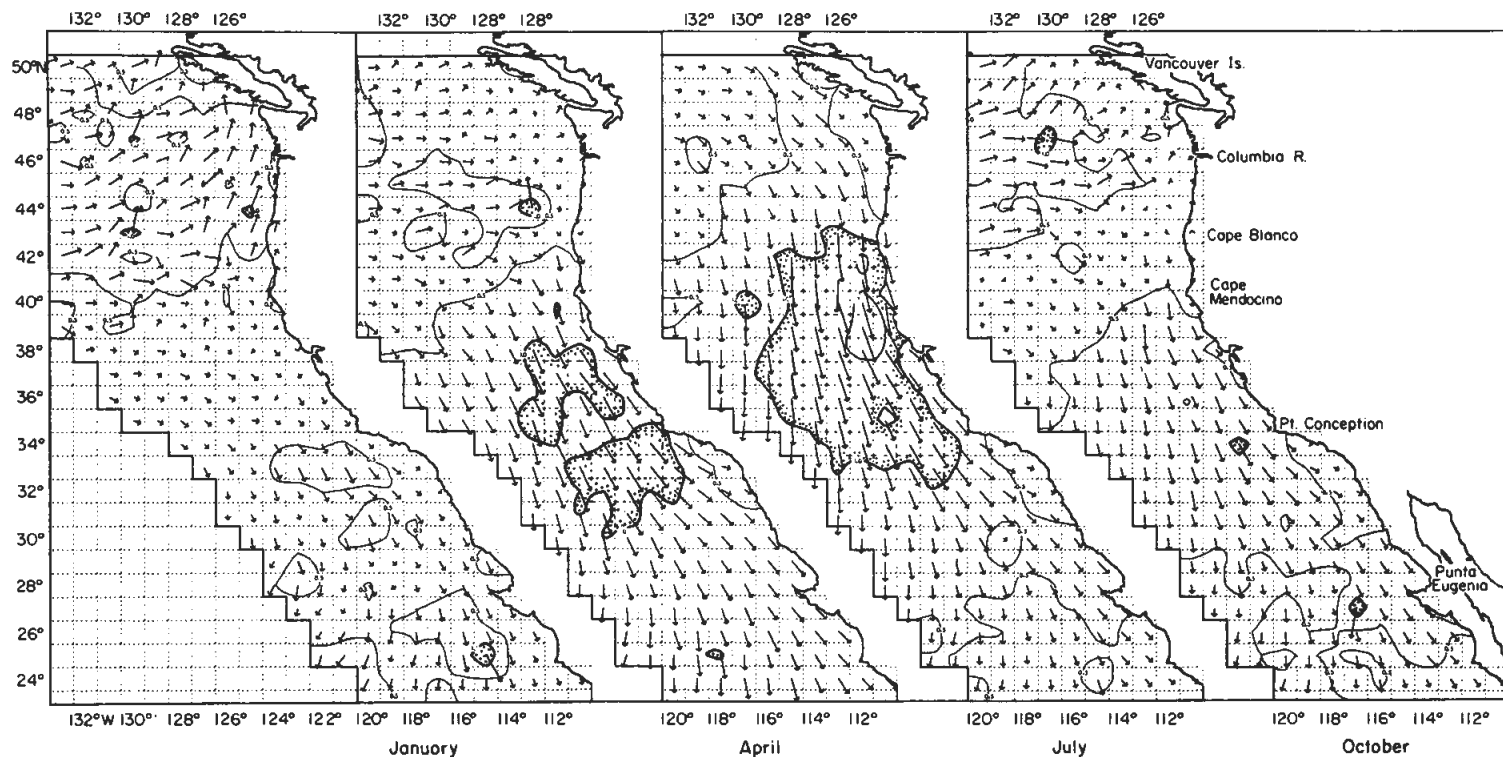 132° 130° 128° 126° 132° 130° 128° 128° 132° 130° 128° 126° 132° 130° 128° 126°
50°N
48°
46°
44°
42°
40°
38°
36°
34°
32°
30°
28°
26°
24°
Vancouver Is.
Columbia R.
Cape Blanco
Cape
Mendocino
Pt. Conception
Punta
Eugenia
132°W 130° 128° 126° 124° 122° 120° 118° 116° 114° 112° 120° 118° 116° 114° 112° 120° 118° 116° 114° 112° 120° 118° 116° 114° 112°
January April July October